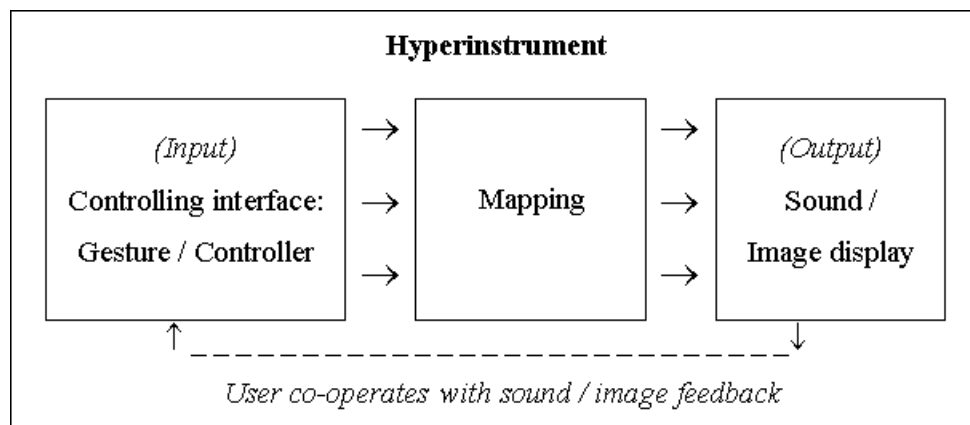 Hyperinstrument
(Input)
Controlling interface:
Gesture / Controller
Mapping
(Output)
Sound /
Image display
User co-operates with sound / image feedback